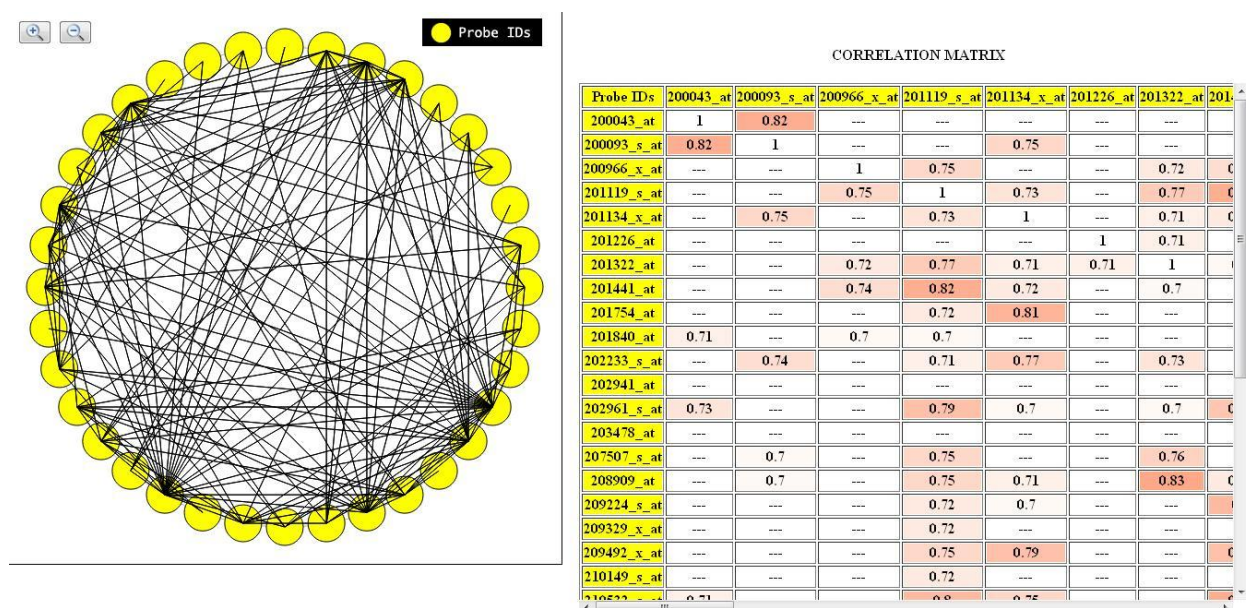 Probe IDs
CORRELATION MATRIX
Probe IDs 200043_at 200093_s_at 200966_x_at 201119_s_at 201134_x_at 201226_at 201322_at
200043_at 1 0.82 --- --- --- --- ---
200093_s_at 0.82 1 --- --- 0.75 --- ---
200966_x_at --- --- 1 0.75 --- --- 0.72
201119_s_at --- --- 0.75 1 0.73 --- 0.77
201134_x_at --- 0.75 --- 0.73 1 --- 0.71
201226_at --- --- --- --- --- 1 0.71
201322_at --- --- 0.72 0.77 0.71 0.71 1
201441_at --- --- 0.74 0.82 0.72 --- 0.7
201754_at --- --- --- 0.72 0.81 --- ---
201840_at 0.71 --- 0.7 0.7 --- --- ---
202233_s_at --- 0.74 --- 0.71 0.77 --- 0.73
202941_at --- --- --- --- --- --- ---
202961_s_at 0.73 --- --- 0.79 0.7 --- 0.7
203478_at --- --- --- --- --- --- ---
207507_s_at --- 0.7 --- 0.75 --- --- 0.76
208909_at --- 0.7 --- 0.75 0.71 --- 0.83
209224_s_at --- --- --- 0.72 0.7 --- ---
209329_x_at --- --- --- 0.72 --- --- ---
209492_x_at --- --- --- 0.75 0.79 --- ---
210149_s_at --- --- --- 0.72 --- --- ---